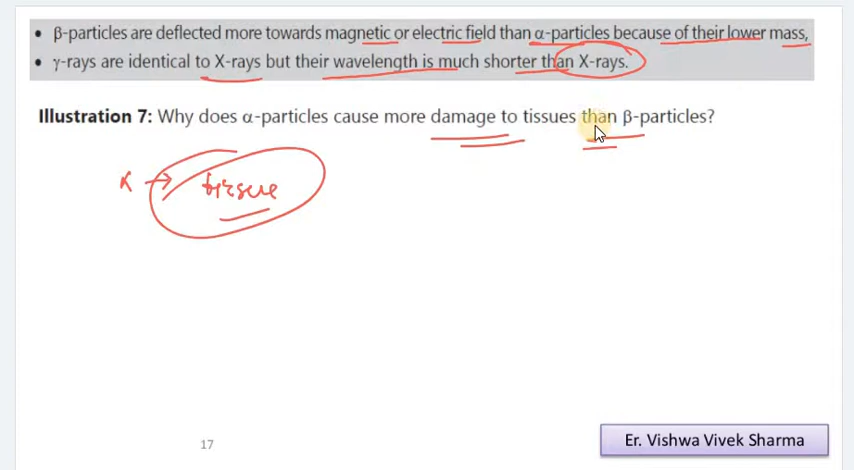 • β-particles are deflected more towards magnetic or electric field than α-particles because of their lower mass,
• γ-rays are identical to X-rays but their wavelength is much shorter than X-rays.
Illustration 7: Why does α-particles cause more damage to tissues than β-particles?
α → tissue
17
Er. Vishwa Vivek Sharma